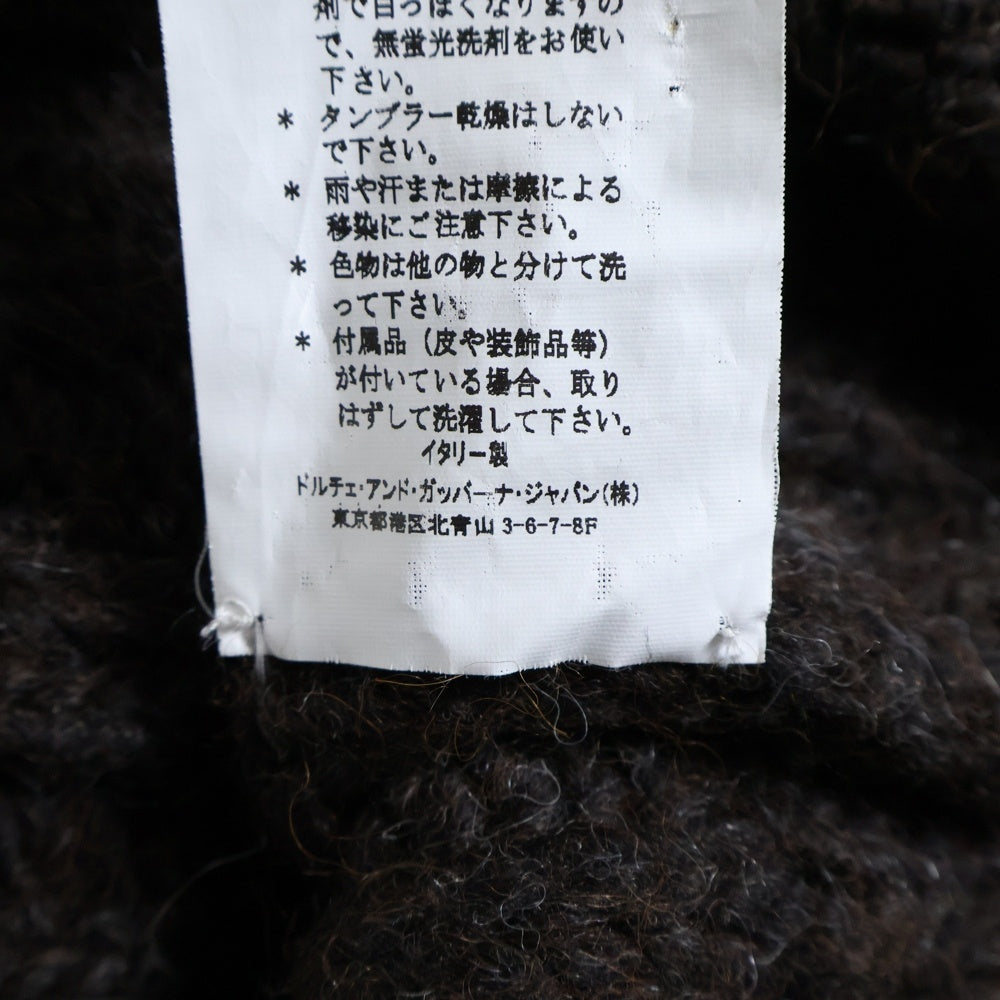 剤で白っぽくなりますの
で、無蛍光洗剤をお使い
下さい。
* タンブラー乾燥はしない
で下さい。
* 雨や汗または摩擦による
移染にご注意下さい。
* 色物は他の物と分けて洗
って下さい。
* 付属品（皮や装飾品等）
が付いている場合、取り
はずして洗濯して下さい。
イタリー製
ドルチェ・アンド・ガッバーナ・ジャパン(株)
東京都港区北青山 3-6-7-8F